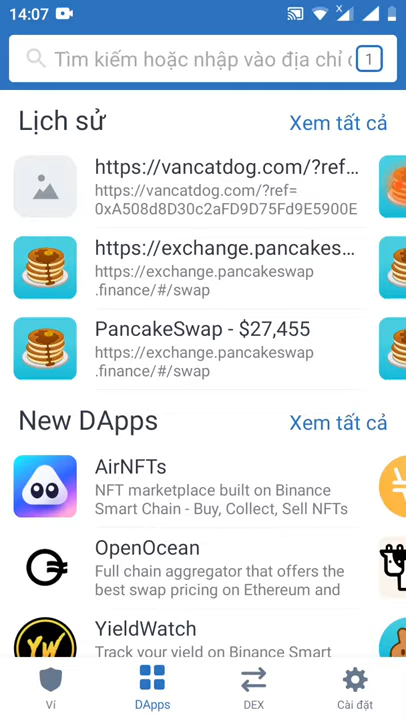 14:07
Tìm kiếm hoặc nhập vào địa chỉ
1
Lịch sử
Xem tất cả
https://vancatdog.com/?ref…
https://vancatdog.com/?ref=
0xA508d8D30c2aFD9D75Fd9E5900E
https://exchange.pancakes…
https://exchange.pancakeswap
.finance/#/swap
PancakeSwap - $27,455
https://exchange.pancakeswap
.finance/#/swap
New DApps
Xem tất cả
AirNFTs
NFT marketplace built on Binance
Smart Chain - Buy, Collect, Sell NFTs
OpenOcean
Full chain aggregator that offers the
best swap pricing on Ethereum and
YieldWatch
YW
Track your yield on Binance Smart
Ví
DApps
DEX
Cài đặt